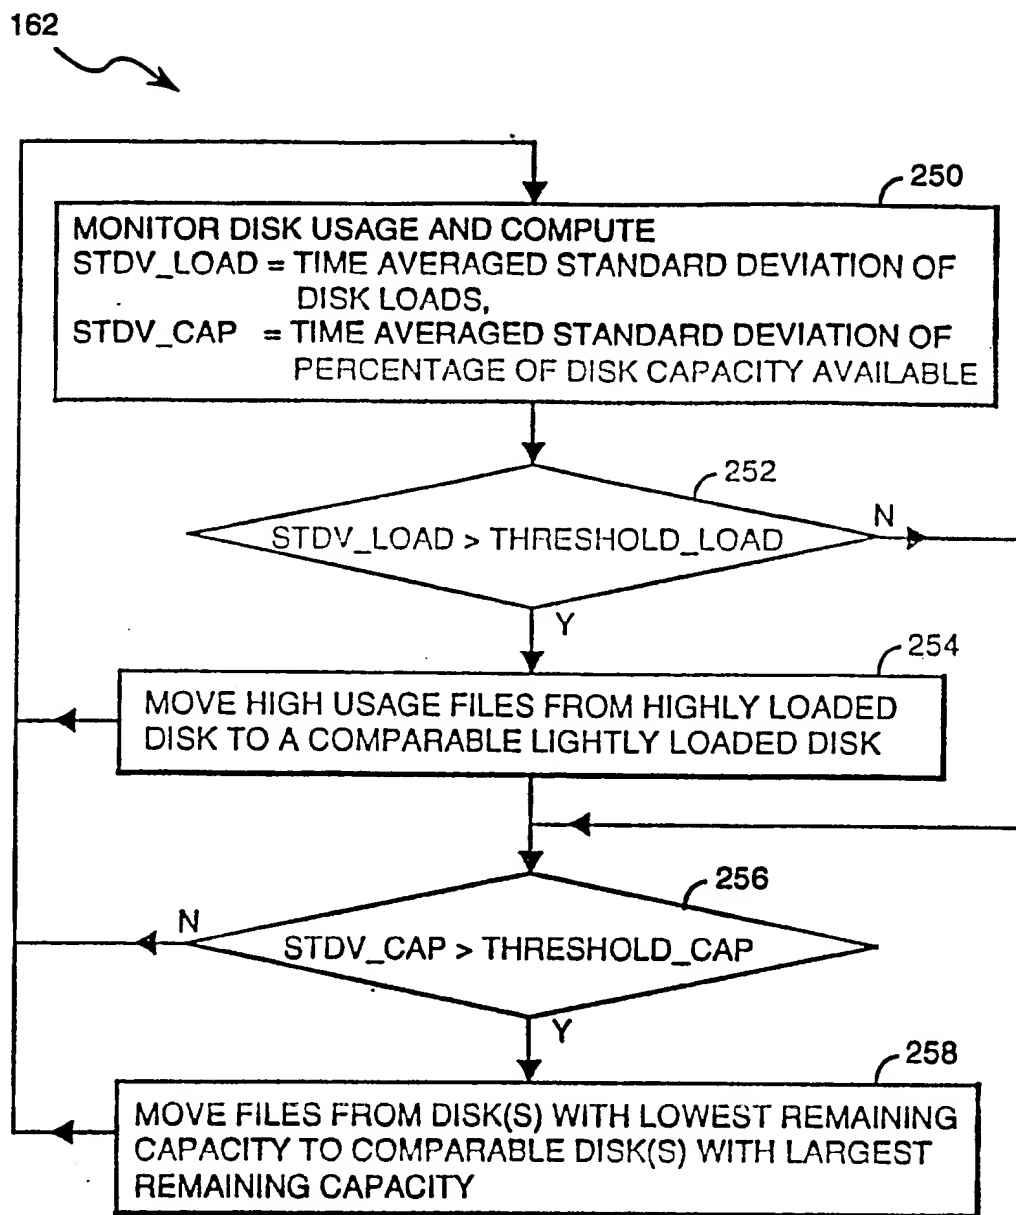 162
250
MONITOR DISK USAGE AND COMPUTE
STDV_LOAD = TIME AVERAGED STANDARD DEVIATION OF
DISK LOADS,
STDV_CAP = TIME AVERAGED STANDARD DEVIATION OF
PERCENTAGE OF DISK CAPACITY AVAILABLE
252
N
STDV_LOAD > THRESHOLD_LOAD
Y
254
MOVE HIGH USAGE FILES FROM HIGHLY LOADED
DISK TO A COMPARABLE LIGHTLY LOADED DISK
256
N
STDV_CAP > THRESHOLD_CAP
Y
258
MOVE FILES FROM DISK(S) WITH LOWEST REMAINING
CAPACITY TO COMPARABLE DISK(S) WITH LARGEST
REMAINING CAPACITY